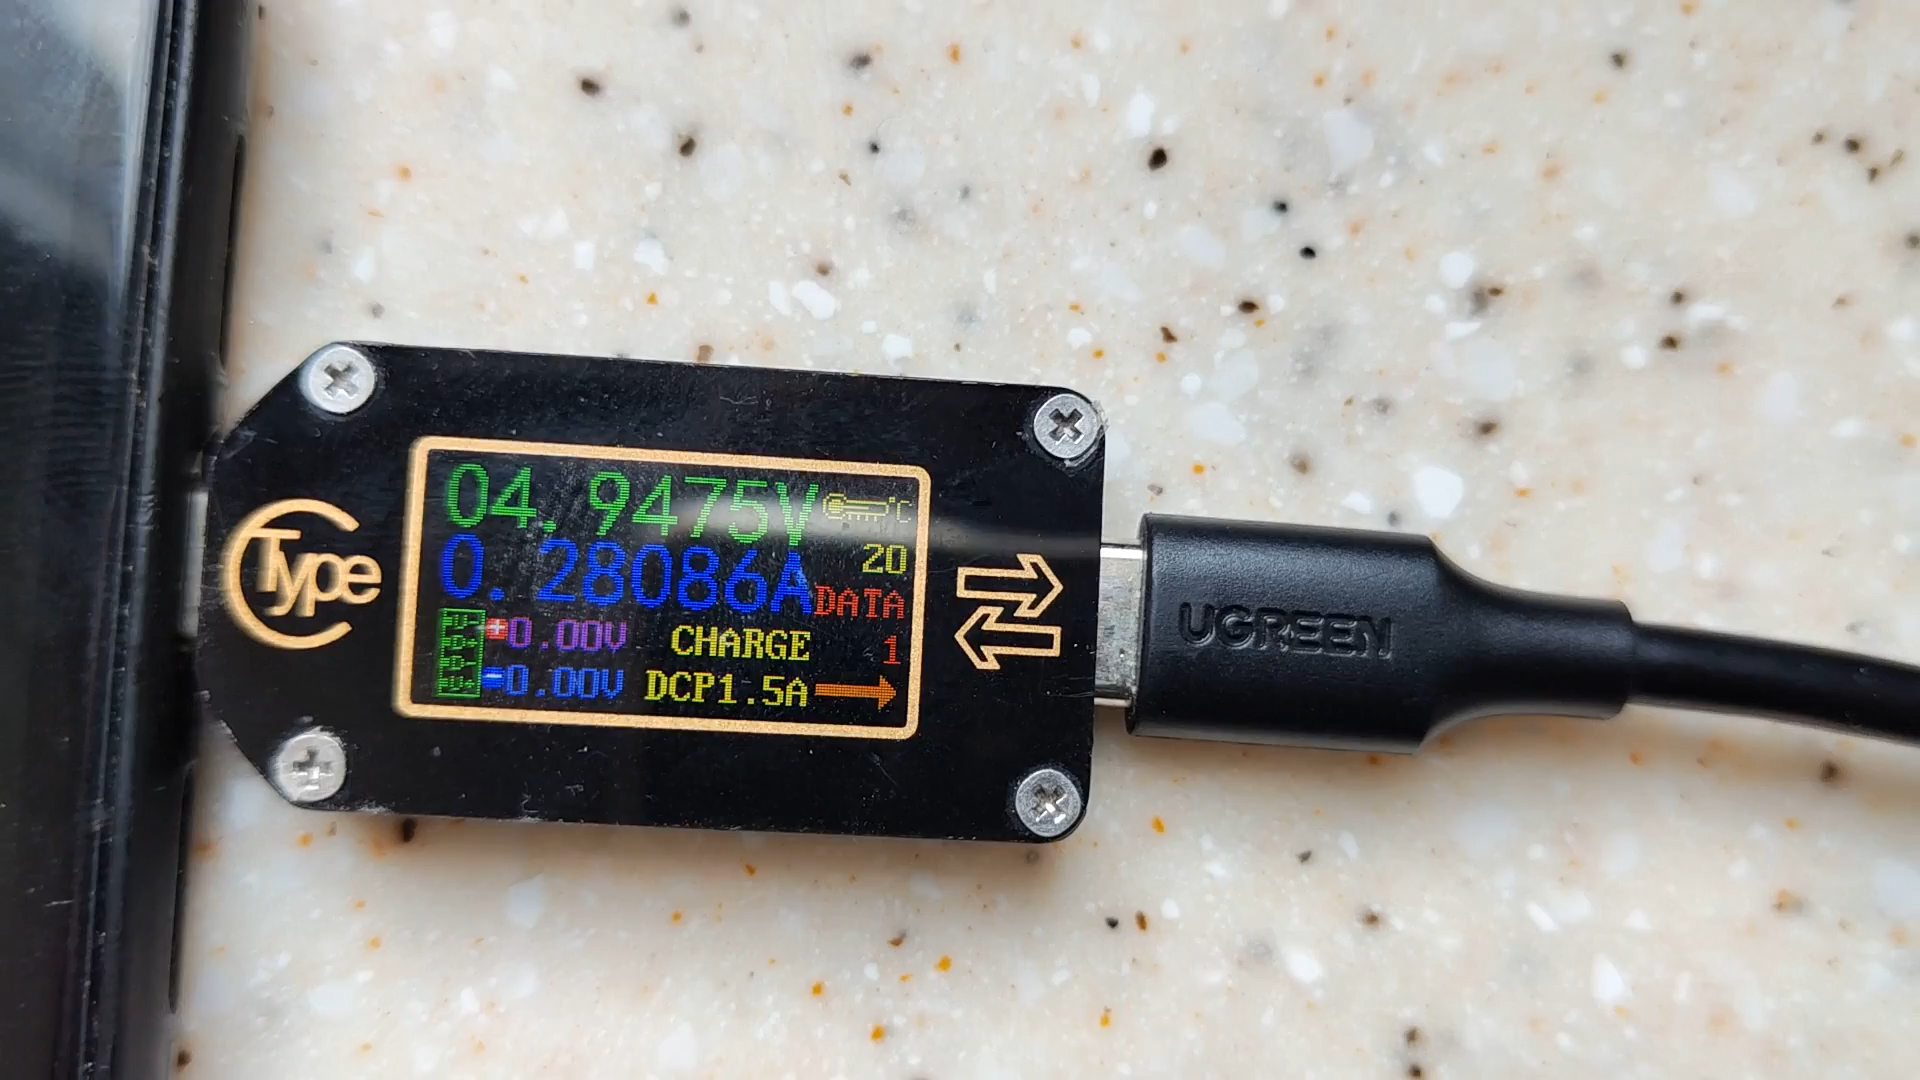 Type C
04.9475V °C
20
0.28086A DATA
+0.00V CHARGE 1
-0.00V DCP1.5A
UGREEN